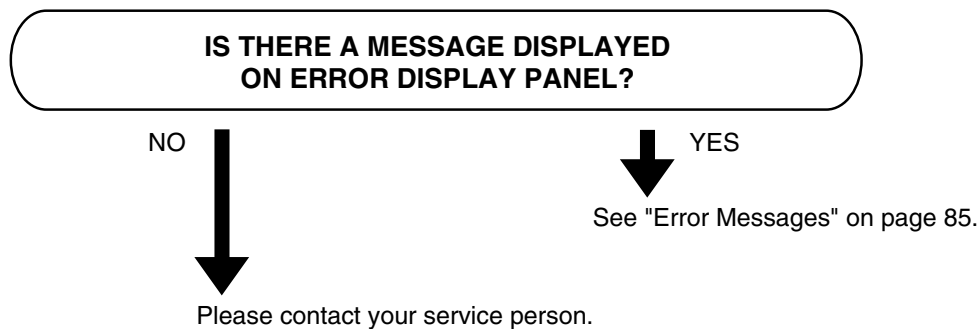 IS THERE A MESSAGE DISPLAYED
ON ERROR DISPLAY PANEL?
NO
YES
See "Error Messages" on page 85.
Please contact your service person.